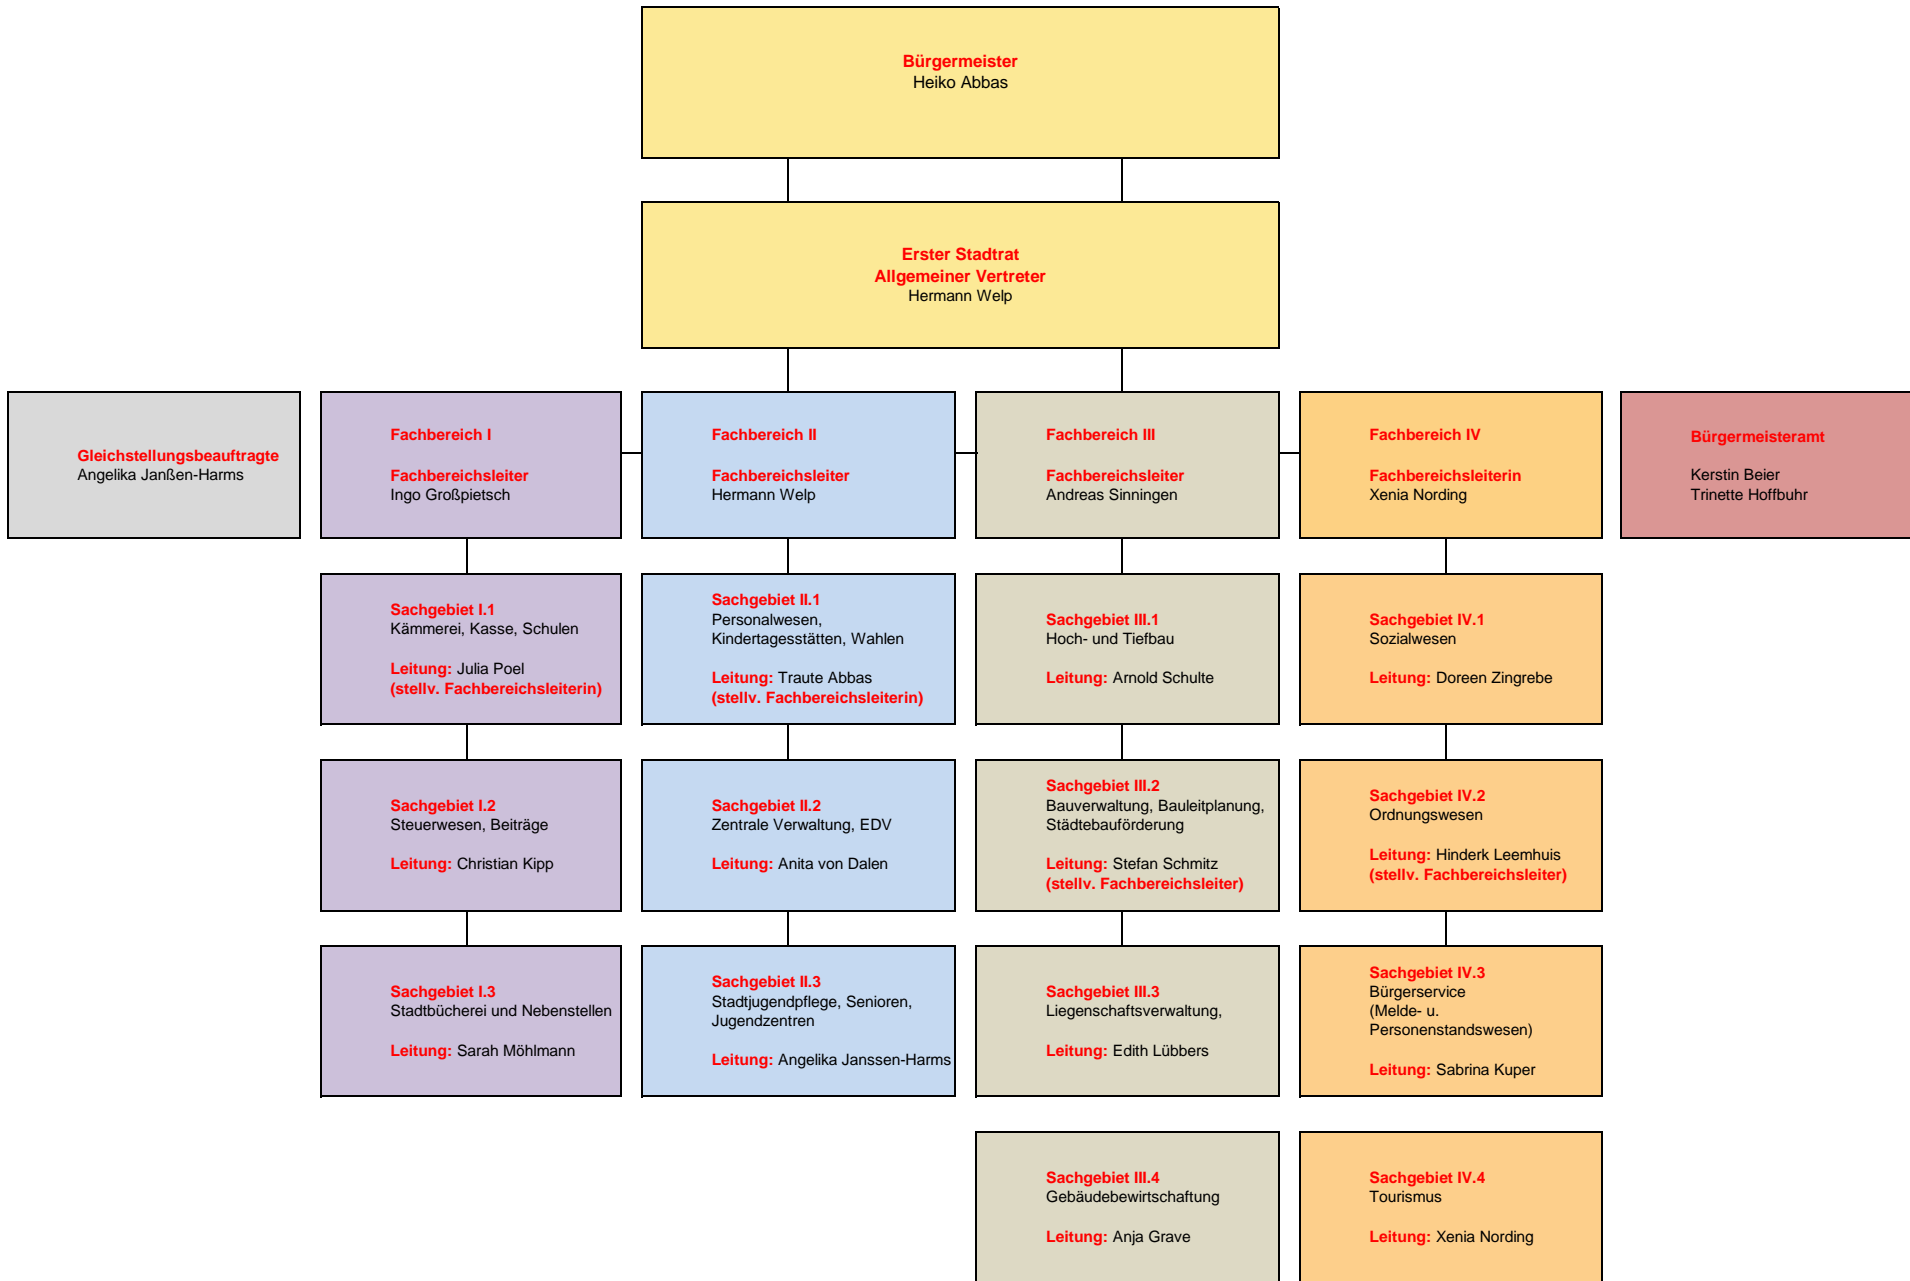 Bürgermeister
Heiko Abbas
Erster Stadtrat
Allgemeiner Vertreter
Hermann Welp
Gleichstellungsbeauftragte
Angelika Janßen-Harms
Fachbereich I
Fachbereichsleiter
Ingo Großpietsch
Fachbereich II
Fachbereichsleiter
Hermann Welp
Fachbereich III
Fachbereichsleiter
Andreas Sinningen
Fachbereich IV
Fachbereichsleiterin
Xenia Nording
Bürgermeisteramt
Kerstin Beier
Trinette Hoffbuhr
Sachgebiet I.1
Kämmerei, Kasse, Schulen
Leitung: Julia Poel
(stellv. Fachbereichsleiterin)
Sachgebiet II.1
Personalwesen,
Kindertagesstätten, Wahlen
Leitung: Traute Abbas
(stellv. Fachbereichsleiterin)
Sachgebiet III.1
Hoch- und Tiefbau
Leitung: Arnold Schulte
Sachgebiet IV.1
Sozialwesen
Leitung: Doreen Zingrebe
Sachgebiet I.2
Steuerwesen, Beiträge
Leitung: Christian Kipp
Sachgebiet II.2
Zentrale Verwaltung, EDV
Leitung: Anita von Dalen
Sachgebiet III.2
Bauverwaltung, Bauleitplanung,
Städtebauförderung
Leitung: Stefan Schmitz
(stellv. Fachbereichsleiter)
Sachgebiet IV.2
Ordnungswesen
Leitung: Hinderk Leemhuis
(stellv. Fachbereichsleiter)
Sachgebiet I.3
Stadtbücherei und Nebenstellen
Leitung: Sarah Möhlmann
Sachgebiet II.3
Stadtjugendpflege, Senioren,
Jugendzentren
Leitung: Angelika Janssen-Harms
Sachgebiet III.3
Liegenschaftsverwaltung,
Leitung: Edith Lübbers
Sachgebiet IV.3
Bürgerservice
(Melde- u.
Personenstandswesen)
Leitung: Sabrina Kuper
Sachgebiet III.4
Gebäudebewirtschaftung
Leitung: Anja Grave
Sachgebiet IV.4
Tourismus
Leitung: Xenia Nording